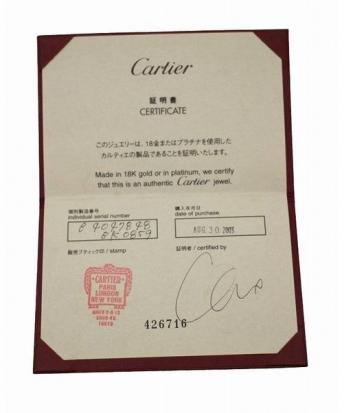 Cartier
証明書
CERTIFICATE
このジュエリーは、18金またはプラチナを使用した
カルティエの製品であることを証明いたします。
Made in 18K gold or in platinum, we certify
that this is an authentic Cartier jewel.
個別製造番号
individual serial number
購入年月日
date of purchase
AUG 30 2005
販売ブティック印 / stamp
証明者 / certified by
CARTIER
PARIS
LONDON
NEW YORK
TOKYO
426716